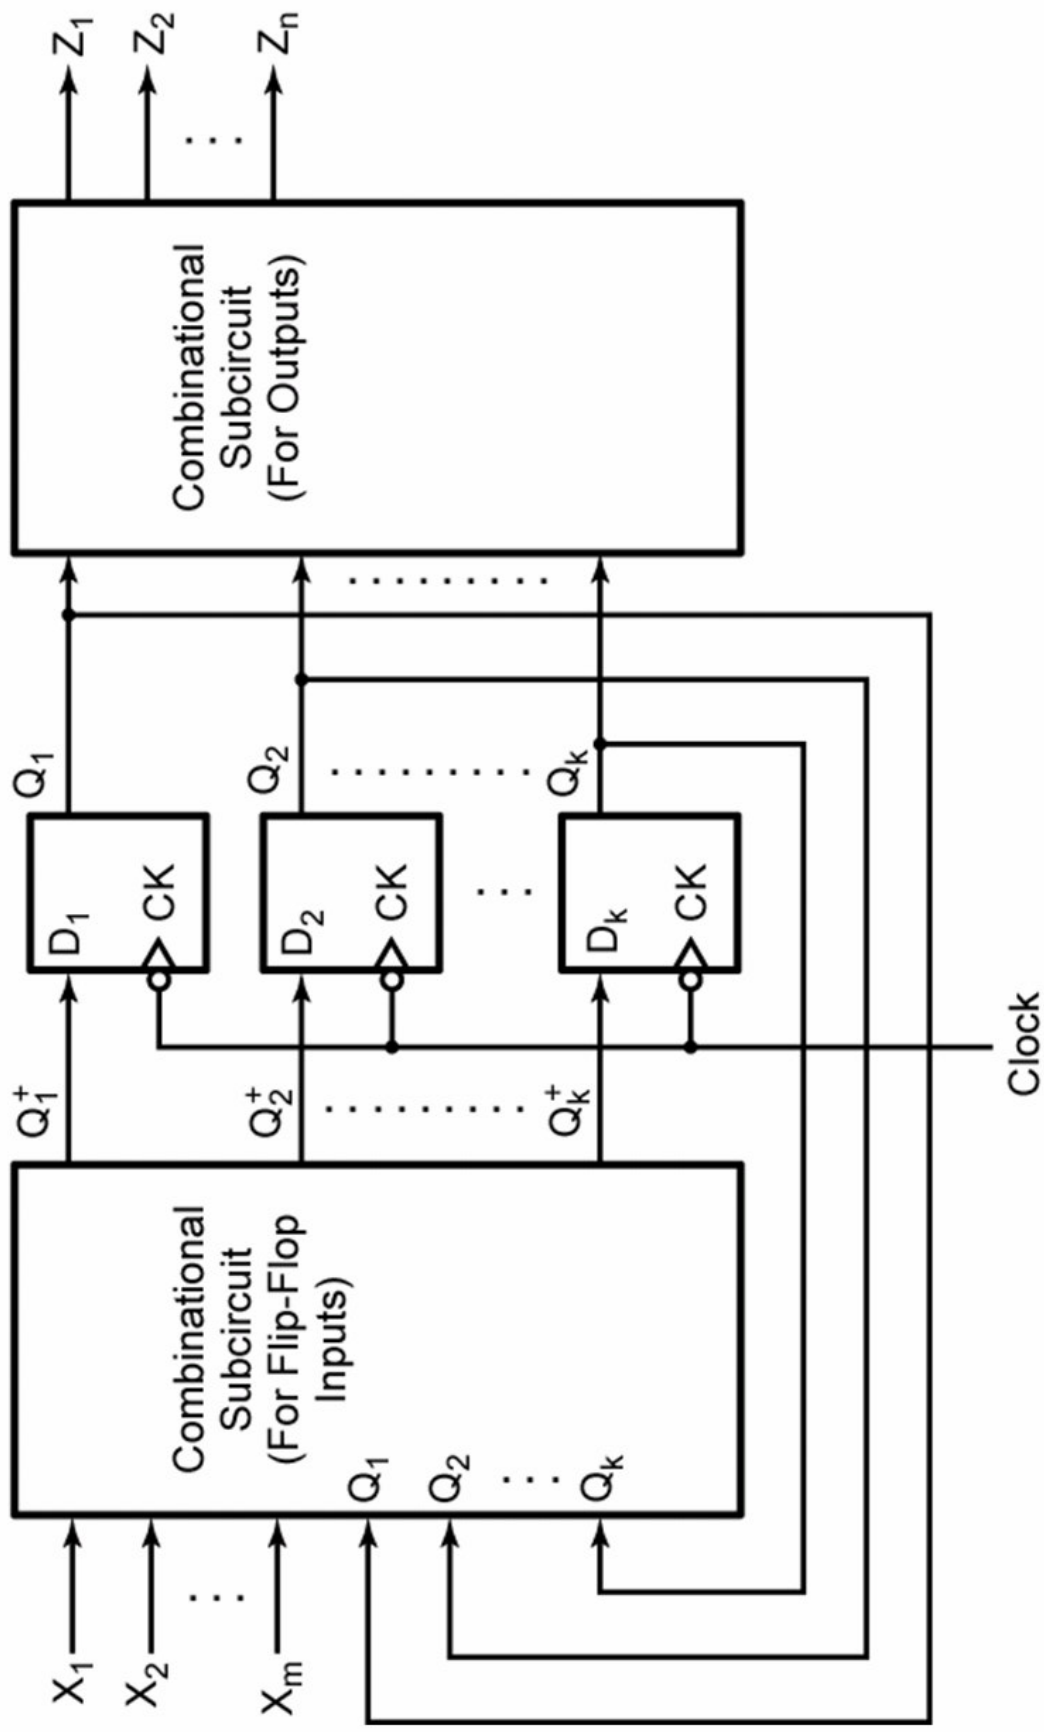 X1
X2
. . .
Xm
Combinational
Subcircuit
(For Flip-Flop
Inputs)
Q1
Q2
. . .
Qk
Q1+
Q2+
. . . . . . . . .
Qk+
D1
CK
D2
CK
. . .
Dk
CK
Q1
Q2
. . . . . . . . .
Qk
. . . . . . . . .
Combinational
Subcircuit
(For Outputs)
Z1
Z2
. . .
Zn
Clock